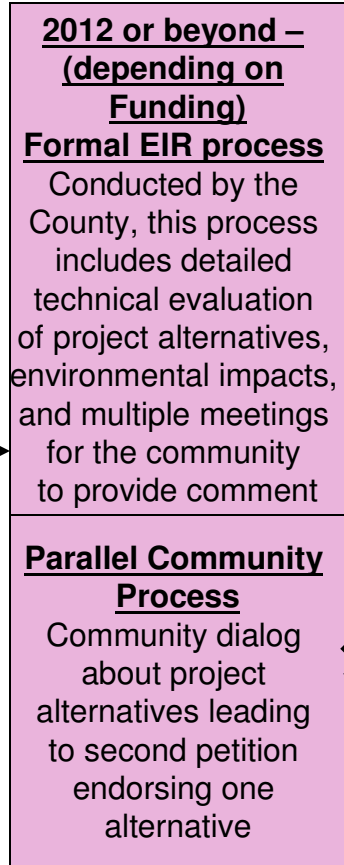 2012 or beyond –
(depending on
Funding)
Formal EIR process
Conducted by the
County, this process
includes detailed
technical evaluation
of project alternatives,
environmental impacts,
and multiple meetings
for the community
to provide comment
Parallel Community
Process
Community dialog
about project
alternatives leading
to second petition
endorsing one
alternative